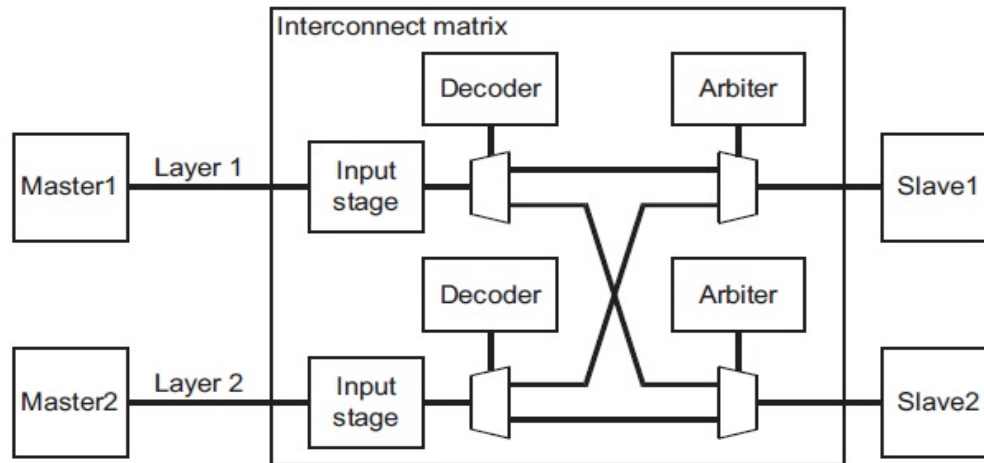 Interconnect matrix
Decoder
Arbiter
Master1
Layer 1
Input
stage
Slave1
Decoder
Arbiter
Master2
Layer 2
Input
stage
Slave2